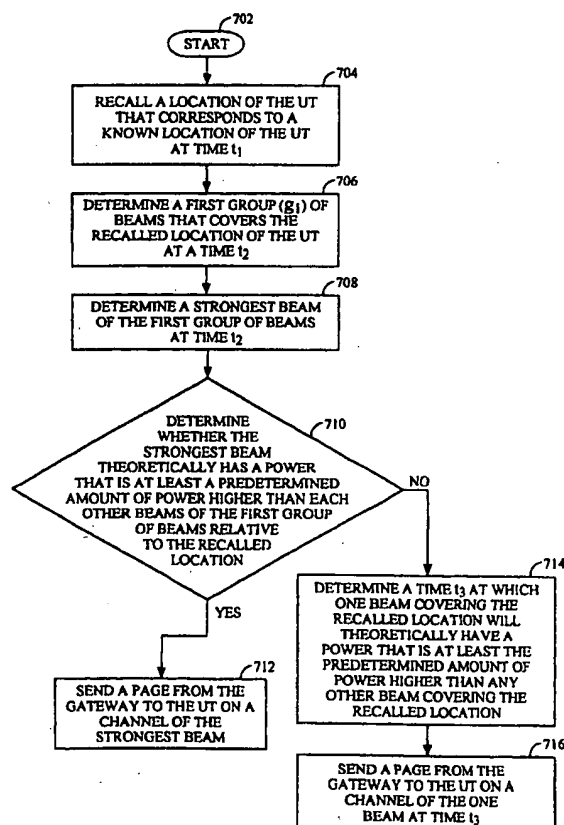 702
START
704
RECALL A LOCATION OF THE UT
THAT CORRESPONDS TO A
KNOWN LOCATION OF THE UT
AT TIME t1
706
DETERMINE A FIRST GROUP (g1) OF
BEAMS THAT COVERS THE
RECALLED LOCATION OF THE UT
AT A TIME t2
708
DETERMINE A STRONGEST BEAM
OF THE FIRST GROUP OF BEAMS
AT TIME t2
710
DETERMINE
WHETHER THE
STRONGEST BEAM
THEORETICALLY HAS A POWER
THAT IS AT LEAST A PREDETERMINED
AMOUNT OF POWER HIGHER THAN EACH
OTHER BEAMS OF THE FIRST GROUP
OF BEAMS RELATIVE
TO THE RECALLED
LOCATION
NO
YES
712
SEND A PAGE FROM THE
GATEWAY TO THE UT ON A
CHANNEL OF THE
STRONGEST BEAM
714
DETERMINE A TIME t3 AT WHICH
ONE BEAM COVERING THE
RECALLED LOCATION WILL
THEORETICALLY HAVE A
POWER THAT IS AT LEAST THE
PREDETERMINED AMOUNT OF
POWER HIGHER THAN ANY
OTHER BEAM COVERING THE
RECALLED LOCATION
716
SEND A PAGE FROM THE
GATEWAY TO THE UT ON A
CHANNEL OF THE ONE
BEAM AT TIME t3